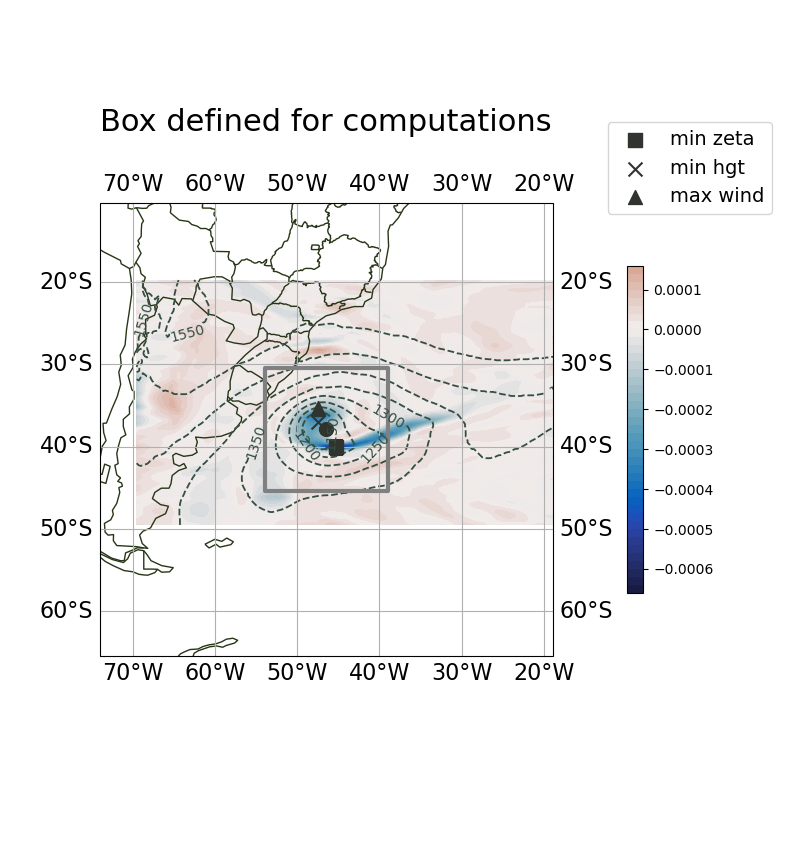 Box defined for computations
min zeta
min hgt
max wind
70°W 60°W 50°W 40°W 30°W 20°W
20°S 20°S
30°S 30°S
40°S 40°S
50°S 50°S
60°S 60°S
70°W 60°W 50°W 40°W 30°W 20°W
0.0001
0.0000
−0.0001
−0.0002
−0.0003
−0.0004
−0.0005
−0.0006
1550
1550
1300
1350
1200
1250